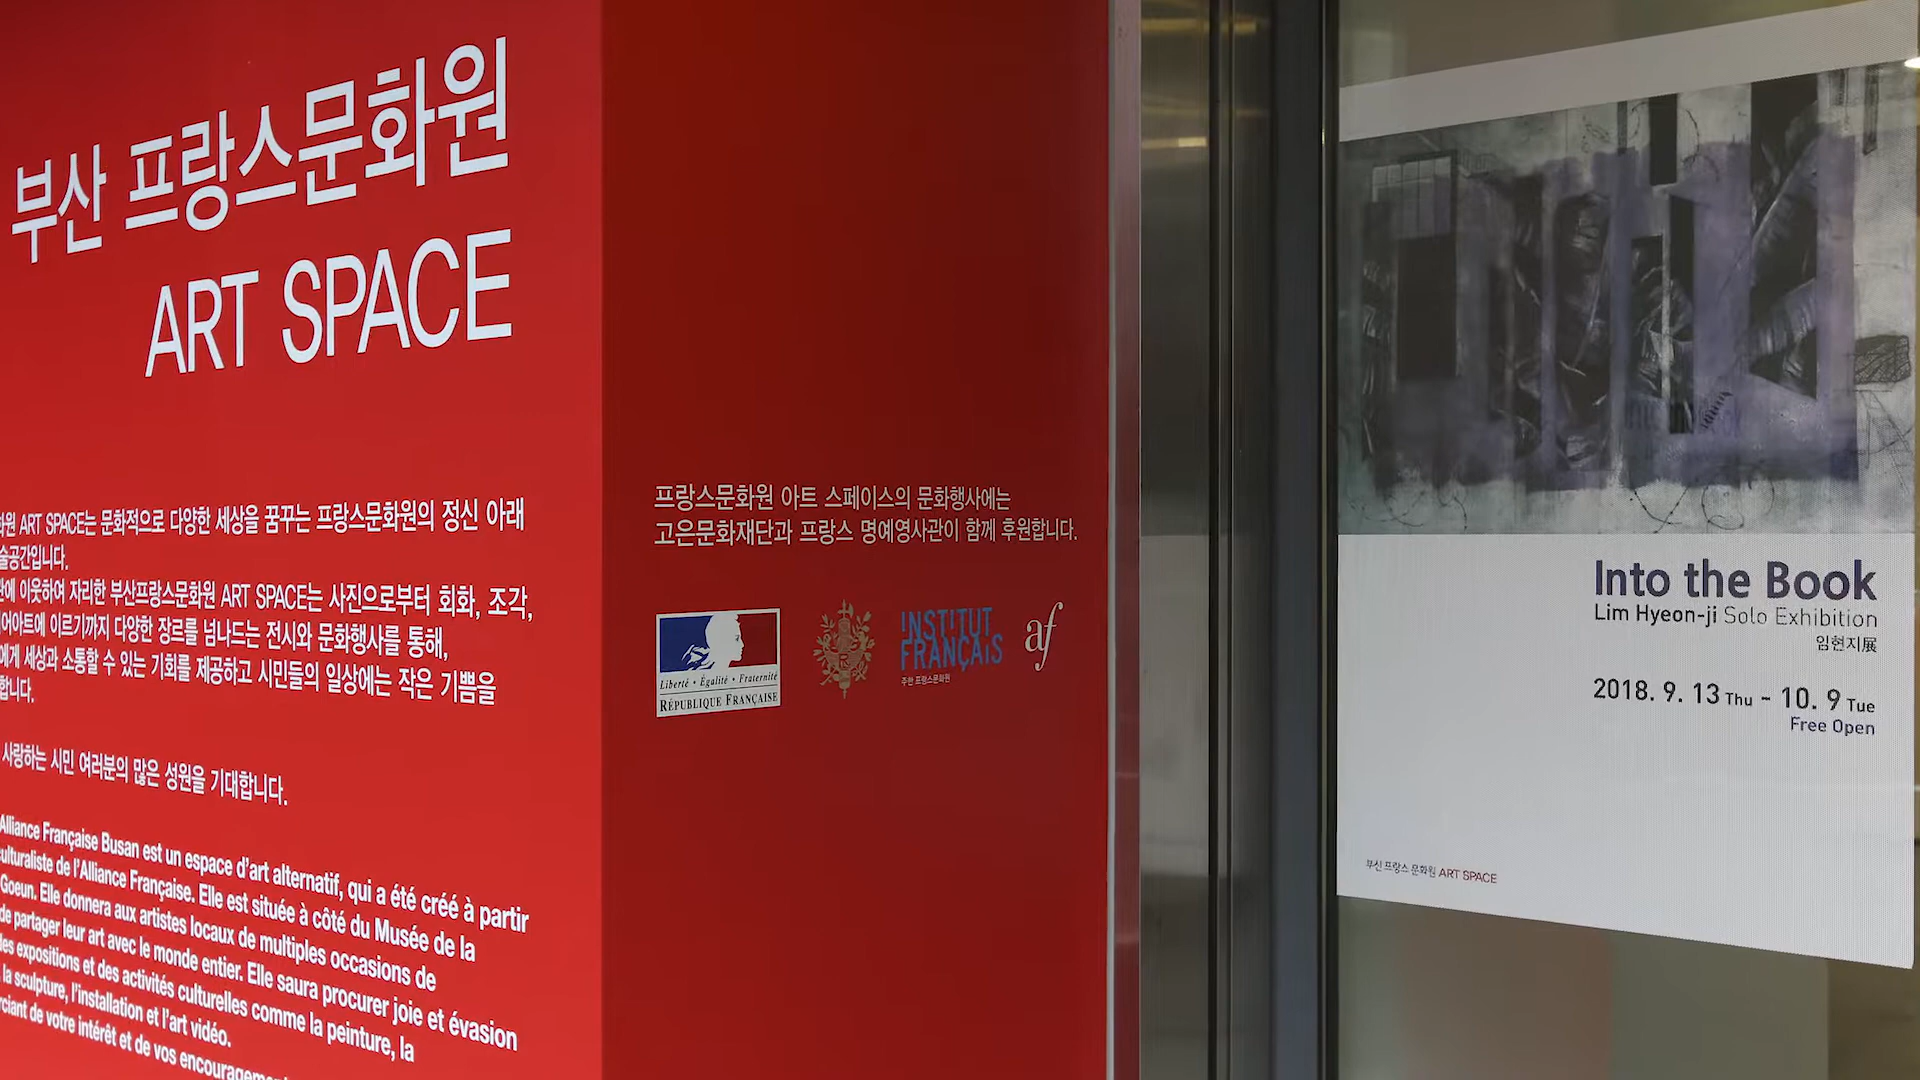 부산 프랑스문화원
ART SPACE
화원 ART SPACE는 문화적으로 다양한 세상을 꿈꾸는 프랑스문화원의 정신 아래
술공간입니다.
관에 이웃하여 자리한 부산프랑스문화원 ART SPACE는 사진으로부터 회화, 조각,
어아트에 이르기까지 다양한 장르를 넘나드는 전시와 문화행사를 통해,
에게 세상과 소통할 수 있는 기회를 제공하고 시민들의 일상에는 작은 기쁨을
합니다.
사랑하는 시민 여러분의 많은 성원을 기대합니다.
Alliance Française Busan est un espace d'art alternatif, qui a été créé à partir
ulturaliste de l'Alliance Française. Elle est située à côté du Musée de la
Goeun. Elle donnera aux artistes locaux de multiples occasions de
de partager leur art avec le monde entier. Elle saura procurer joie et évasion
des expositions et des activités culturelles comme la peinture, la
la sculpture, l'installation et l'art vidéo.
rciant de votre intérêt et de vos encouragemen
프랑스문화원 아트 스페이스의 문화행사에는
고은문화재단과 프랑스 명예영사관이 함께 후원합니다.
Liberté • Égalité • Fraternité
RÉPUBLIQUE FRANÇAISE
INSTITUT
FRANÇAIS
주한 프랑스문화원
af
Into the Book
Lim Hyeon-ji Solo Exhibition
임현지展
2018. 9. 13 Thu - 10. 9 Tue
Free Open
부산 프랑스 문화원 ART SPACE